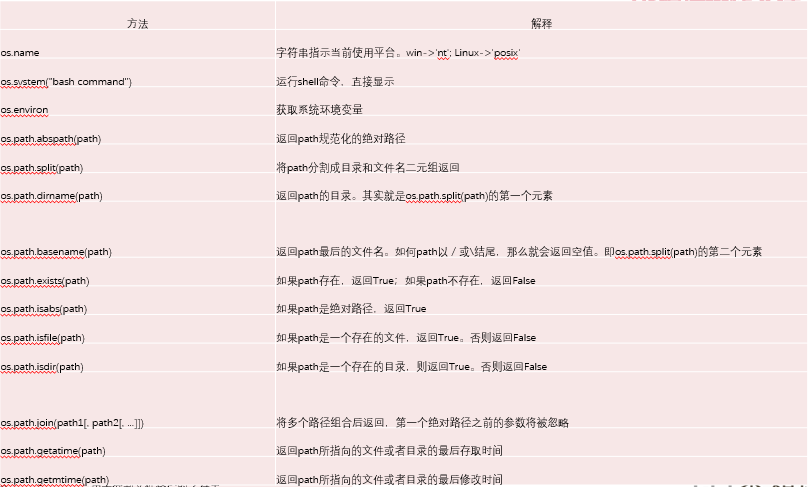 方法 解释
os.name 字符串指示当前使用平台。win->'nt'; Linux->'posix'
os.system("bash command") 运行shell命令，直接显示
os.environ 获取系统环境变量
os.path.abspath(path) 返回path规范化的绝对路径
os.path.split(path) 将path分割成目录和文件名二元组返回
os.path.dirname(path) 返回path的目录。其实就是os.path.split(path)的第一个元素
os.path.basename(path) 返回path最后的文件名。如何path以／或\结尾，那么就会返回空值。即os.path.split(path)的第二个元素
os.path.exists(path) 如果path存在，返回True；如果path不存在，返回False
os.path.isabs(path) 如果path是绝对路径，返回True
os.path.isfile(path) 如果path是一个存在的文件，返回True。否则返回False
os.path.isdir(path) 如果path是一个存在的目录，则返回True。否则返回False
os.path.join(path1[, path2[, ...]]) 将多个路径组合后返回，第一个绝对路径之前的参数将被忽略
os.path.getatime(path) 返回path所指向的文件或者目录的最后存取时间
os.path.getmtime(path) 返回path所指向的文件或者目录的最后修改时间